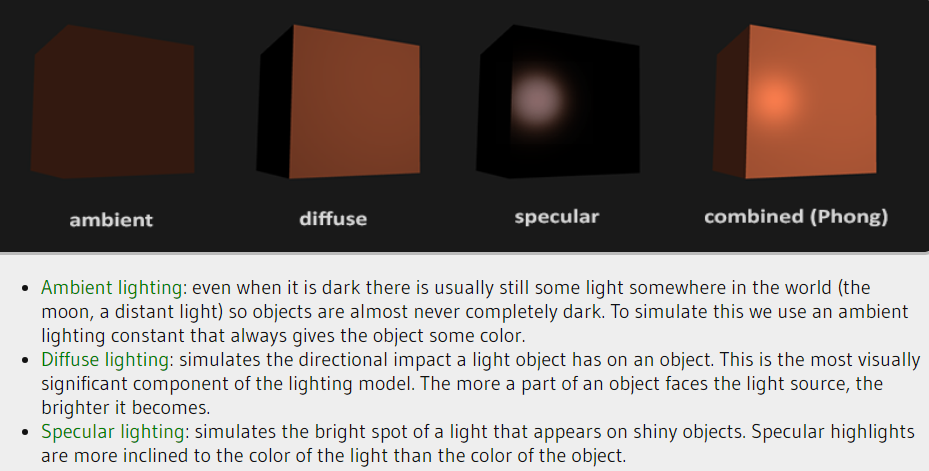 ambient
diffuse
specular
combined (Phong)
• Ambient lighting: even when it is dark there is usually still some light somewhere in the world (the
moon, a distant light) so objects are almost never completely dark. To simulate this we use an ambient
lighting constant that always gives the object some color.
• Diffuse lighting: simulates the directional impact a light object has on an object. This is the most visually
significant component of the lighting model. The more a part of an object faces the light source, the
brighter it becomes.
• Specular lighting: simulates the bright spot of a light that appears on shiny objects. Specular highlights
are more inclined to the color of the light than the color of the object.